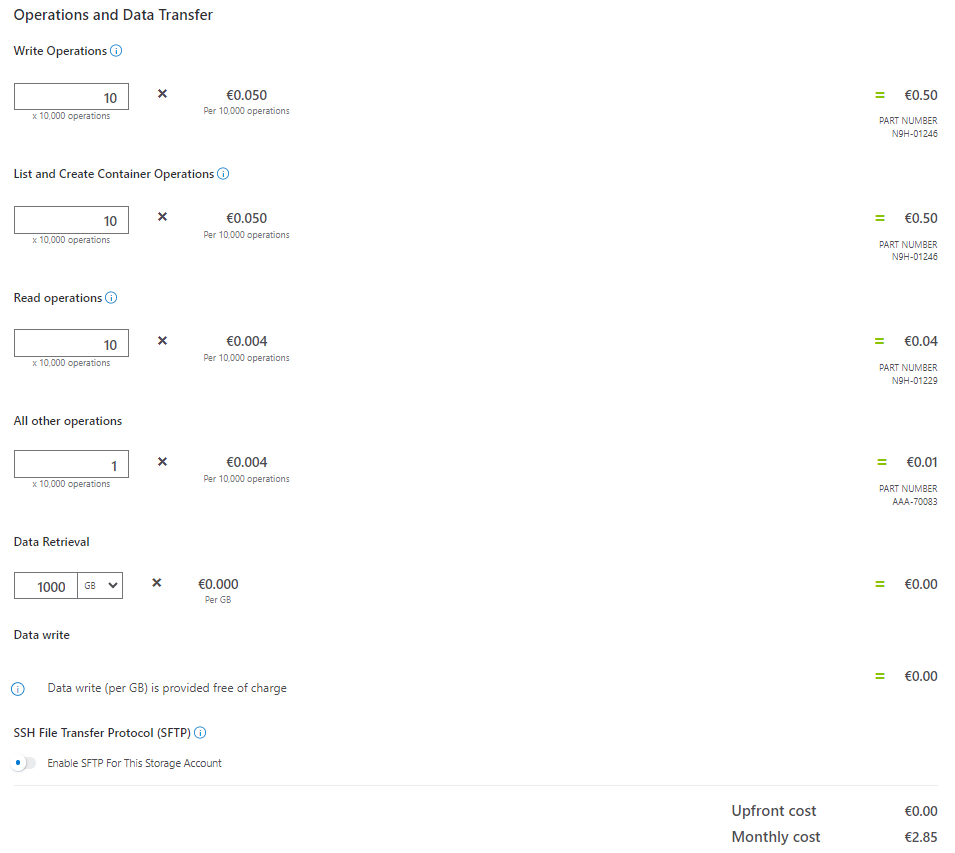 Operations and Data Transfer
Write Operations
10 × €0.050 = €0.50
x 10,000 operations Per 10,000 operations
PART NUMBER
N9H-01246
List and Create Container Operations
10 × €0.050 = €0.50
x 10,000 operations Per 10,000 operations
PART NUMBER
N9H-01246
Read operations
10 × €0.004 = €0.04
x 10,000 operations Per 10,000 operations
PART NUMBER
N9H-01229
All other operations
1 × €0.004 = €0.01
x 10,000 operations Per 10,000 operations
PART NUMBER
AAA-70083
Data Retrieval
1000 GB × €0.000 = €0.00
Per GB
Data write
= €0.00
Data write (per GB) is provided free of charge
SSH File Transfer Protocol (SFTP)
Enable SFTP For This Storage Account
Upfront cost €0.00
Monthly cost €2.85